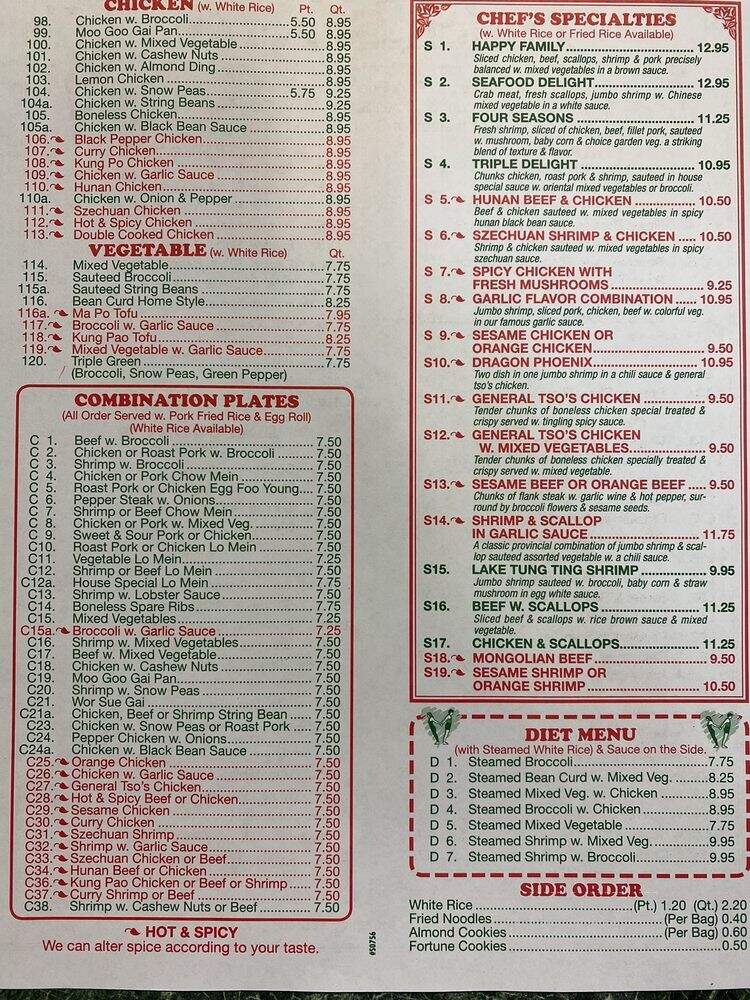 CHICKEN (w. White Rice) Pt. Qt.
98. Chicken w. Broccoli 5.50 8.95
99. Moo Goo Gai Pan 5.50 8.95
100. Chicken w. Mixed Vegetable 8.95
101. Chicken w. Cashew Nuts 8.95
102. Chicken w. Almond Ding 8.95
103. Lemon Chicken 8.95
104. Chicken w. Snow Peas 5.75 9.25
104a. Chicken w. String Beans 9.25
105. Boneless Chicken 8.95
105a. Chicken w. Black Bean Sauce 8.95
106. Black Pepper Chicken 8.95
107. Curry Chicken 8.95
108. Kung Po Chicken 8.95
109. Chicken w. Garlic Sauce 8.95
110. Hunan Chicken 8.95
110a. Chicken w. Onion & Pepper 8.95
111. Szechuan Chicken 8.95
112. Hot & Spicy Chicken 8.95
113. Double Cooked Chicken 8.95
VEGETABLE (w. White Rice) Qt.
114. Mixed Vegetable 7.75
115. Sauteed Broccoli 7.75
115a. Sauteed String Beans 7.75
116. Bean Curd Home Style 8.25
116a. Ma Po Tofu 7.95
117. Broccoli w. Garlic Sauce 7.75
118. Kung Pao Tofu 8.25
119. Mixed Vegetable w. Garlic Sauce 7.75
120. Triple Green 7.75
(Broccoli, Snow Peas, Green Pepper)
COMBINATION PLATES
(All Order Served w. Pork Fried Rice & Egg Roll)
(White Rice Available)
C 1. Beef w. Broccoli 7.50
C 2. Chicken or Roast Pork w. Broccoli 7.50
C 3. Shrimp w. Broccoli 7.50
C 4. Chicken or Pork Chow Mein 7.50
C 5. Roast Pork or Chicken Egg Foo Young 7.50
C 6. Pepper Steak w. Onions 7.50
C 7. Shrimp or Beef Chow Mein 7.50
C 8. Chicken or Pork w. Mixed Veg. 7.50
C 9. Sweet & Sour Pork or Chicken 7.50
C10. Roast Pork or Chicken Lo Mein 7.50
C11. Vegetable Lo Mein 7.25
C12. Shrimp or Beef Lo Mein 7.50
C12a. House Special Lo Mein 7.75
C13. Shrimp w. Lobster Sauce 7.50
C14. Boneless Spare Ribs 7.75
C15. Mixed Vegetables 7.25
C15a. Broccoli w. Garlic Sauce 7.25
C16. Shrimp w. Mixed Vegetables 7.50
C17. Beef w. Mixed Vegetable 7.50
C18. Chicken w. Cashew Nuts 7.50
C19. Moo Goo Gai Pan 7.50
C20. Shrimp w. Snow Peas 7.50
C21. Wor Sue Gai 7.50
C21a. Chicken, Beef or Shrimp String Bean 7.50
C23. Chicken w. Snow Peas or Roast Pork 7.50
C24. Pepper Chicken w. Onions 7.50
C24a. Chicken w. Black Bean Sauce 7.50
C25. Orange Chicken 7.50
C26. Chicken w. Garlic Sauce 7.50
C27. General Tso's Chicken 7.50
C28. Hot & Spicy Beef or Chicken 7.50
C29. Sesame Chicken 7.50
C30. Curry Chicken 7.50
C31. Szechuan Shrimp 7.50
C32. Shrimp w. Garlic Sauce 7.50
C33. Szechuan Chicken or Beef 7.50
C34. Hunan Beef or Chicken 7.50
C36. Kung Pao Chicken or Beef or Shrimp 7.50
C37. Curry Shrimp or Beef 7.50
C38. Shrimp w. Cashew Nuts or Beef 7.50
HOT & SPICY
We can alter spice according to your taste.
#50756
CHEF'S SPECIALTIES
(w. White Rice or Fried Rice Available)
S 1. HAPPY FAMILY 12.95
Sliced chicken, beef, scallops, shrimp & pork precisely
balanced w. mixed vegetables in a brown sauce.
S 2. SEAFOOD DELIGHT 12.95
Crab meat, fresh scallops, jumbo shrimp w. Chinese
mixed vegetable in a white sauce.
S 3. FOUR SEASONS 11.25
Fresh shrimp, sliced of chicken, beef, fillet pork, sauteed
w. mushroom, baby corn & choice garden veg. a striking
blend of texture & flavor.
S 4. TRIPLE DELIGHT 10.95
Chunks chicken, roast pork & shrimp, sauteed in house
special sauce w. oriental mixed vegetables or broccoli.
S 5. HUNAN BEEF & CHICKEN 10.50
Beef & chicken sauteed w. mixed vegetables in spicy
hunan black bean sauce.
S 6. SZECHUAN SHRIMP & CHICKEN 10.50
Shrimp & chicken sauteed w. mixed vegetables in spicy
szechuan sauce.
S 7. SPICY CHICKEN WITH
FRESH MUSHROOMS 9.25
S 8. GARLIC FLAVOR COMBINATION 10.95
Jumbo shrimp, sliced pork, chicken, beef w. colorful veg.
in our famous garlic sauce.
S 9. SESAME CHICKEN OR
ORANGE CHICKEN 9.50
S10. DRAGON PHOENIX 10.95
Two dish in one jumbo shrimp in a chili sauce & general
tso's chicken.
S11. GENERAL TSO'S CHICKEN 9.50
Tender chunks of boneless chicken special treated &
crispy served w. tingling spicy sauce.
S12. GENERAL TSO'S CHICKEN
W. MIXED VEGETABLES 9.50
Tender chunks of boneless chicken specially treated &
crispy served w. mixed vegetable.
S13. SESAME BEEF OR ORANGE BEEF 9.50
Chunks of flank steak w. garlic wine & hot pepper, sur-
round by broccoli flowers & sesame seeds.
S14. SHRIMP & SCALLOP
IN GARLIC SAUCE 11.75
A classic provincial combination of jumbo shrimp & scal-
lop sauteed assorted vegetable w. a chili sauce.
S15. LAKE TUNG TING SHRIMP 9.95
Jumbo shrimp sauteed w. broccoli, baby corn & straw
mushroom in egg white sauce.
S16. BEEF W. SCALLOPS 11.25
Sliced beef & scallops w. rice brown sauce & mixed
vegetable.
S17. CHICKEN & SCALLOPS 11.25
S18. MONGOLIAN BEEF 9.50
S19. SESAME SHRIMP OR
ORANGE SHRIMP 10.50
DIET MENU
(with Steamed White Rice) & Sauce on the Side.
D 1. Steamed Broccoli 7.75
D 2. Steamed Bean Curd w. Mixed Veg. 8.25
D 3. Steamed Mixed Veg. w. Chicken 8.95
D 4. Steamed Broccoli w. Chicken 8.95
D 5. Steamed Mixed Vegetable 7.75
D 6. Steamed Shrimp w. Mixed Veg. 9.95
D 7. Steamed Shrimp w. Broccoli 9.95
SIDE ORDER
White Rice (Pt.) 1.20 (Qt.) 2.20
Fried Noodles (Per Bag) 0.40
Almond Cookies (Per Bag) 0.60
Fortune Cookies 0.50